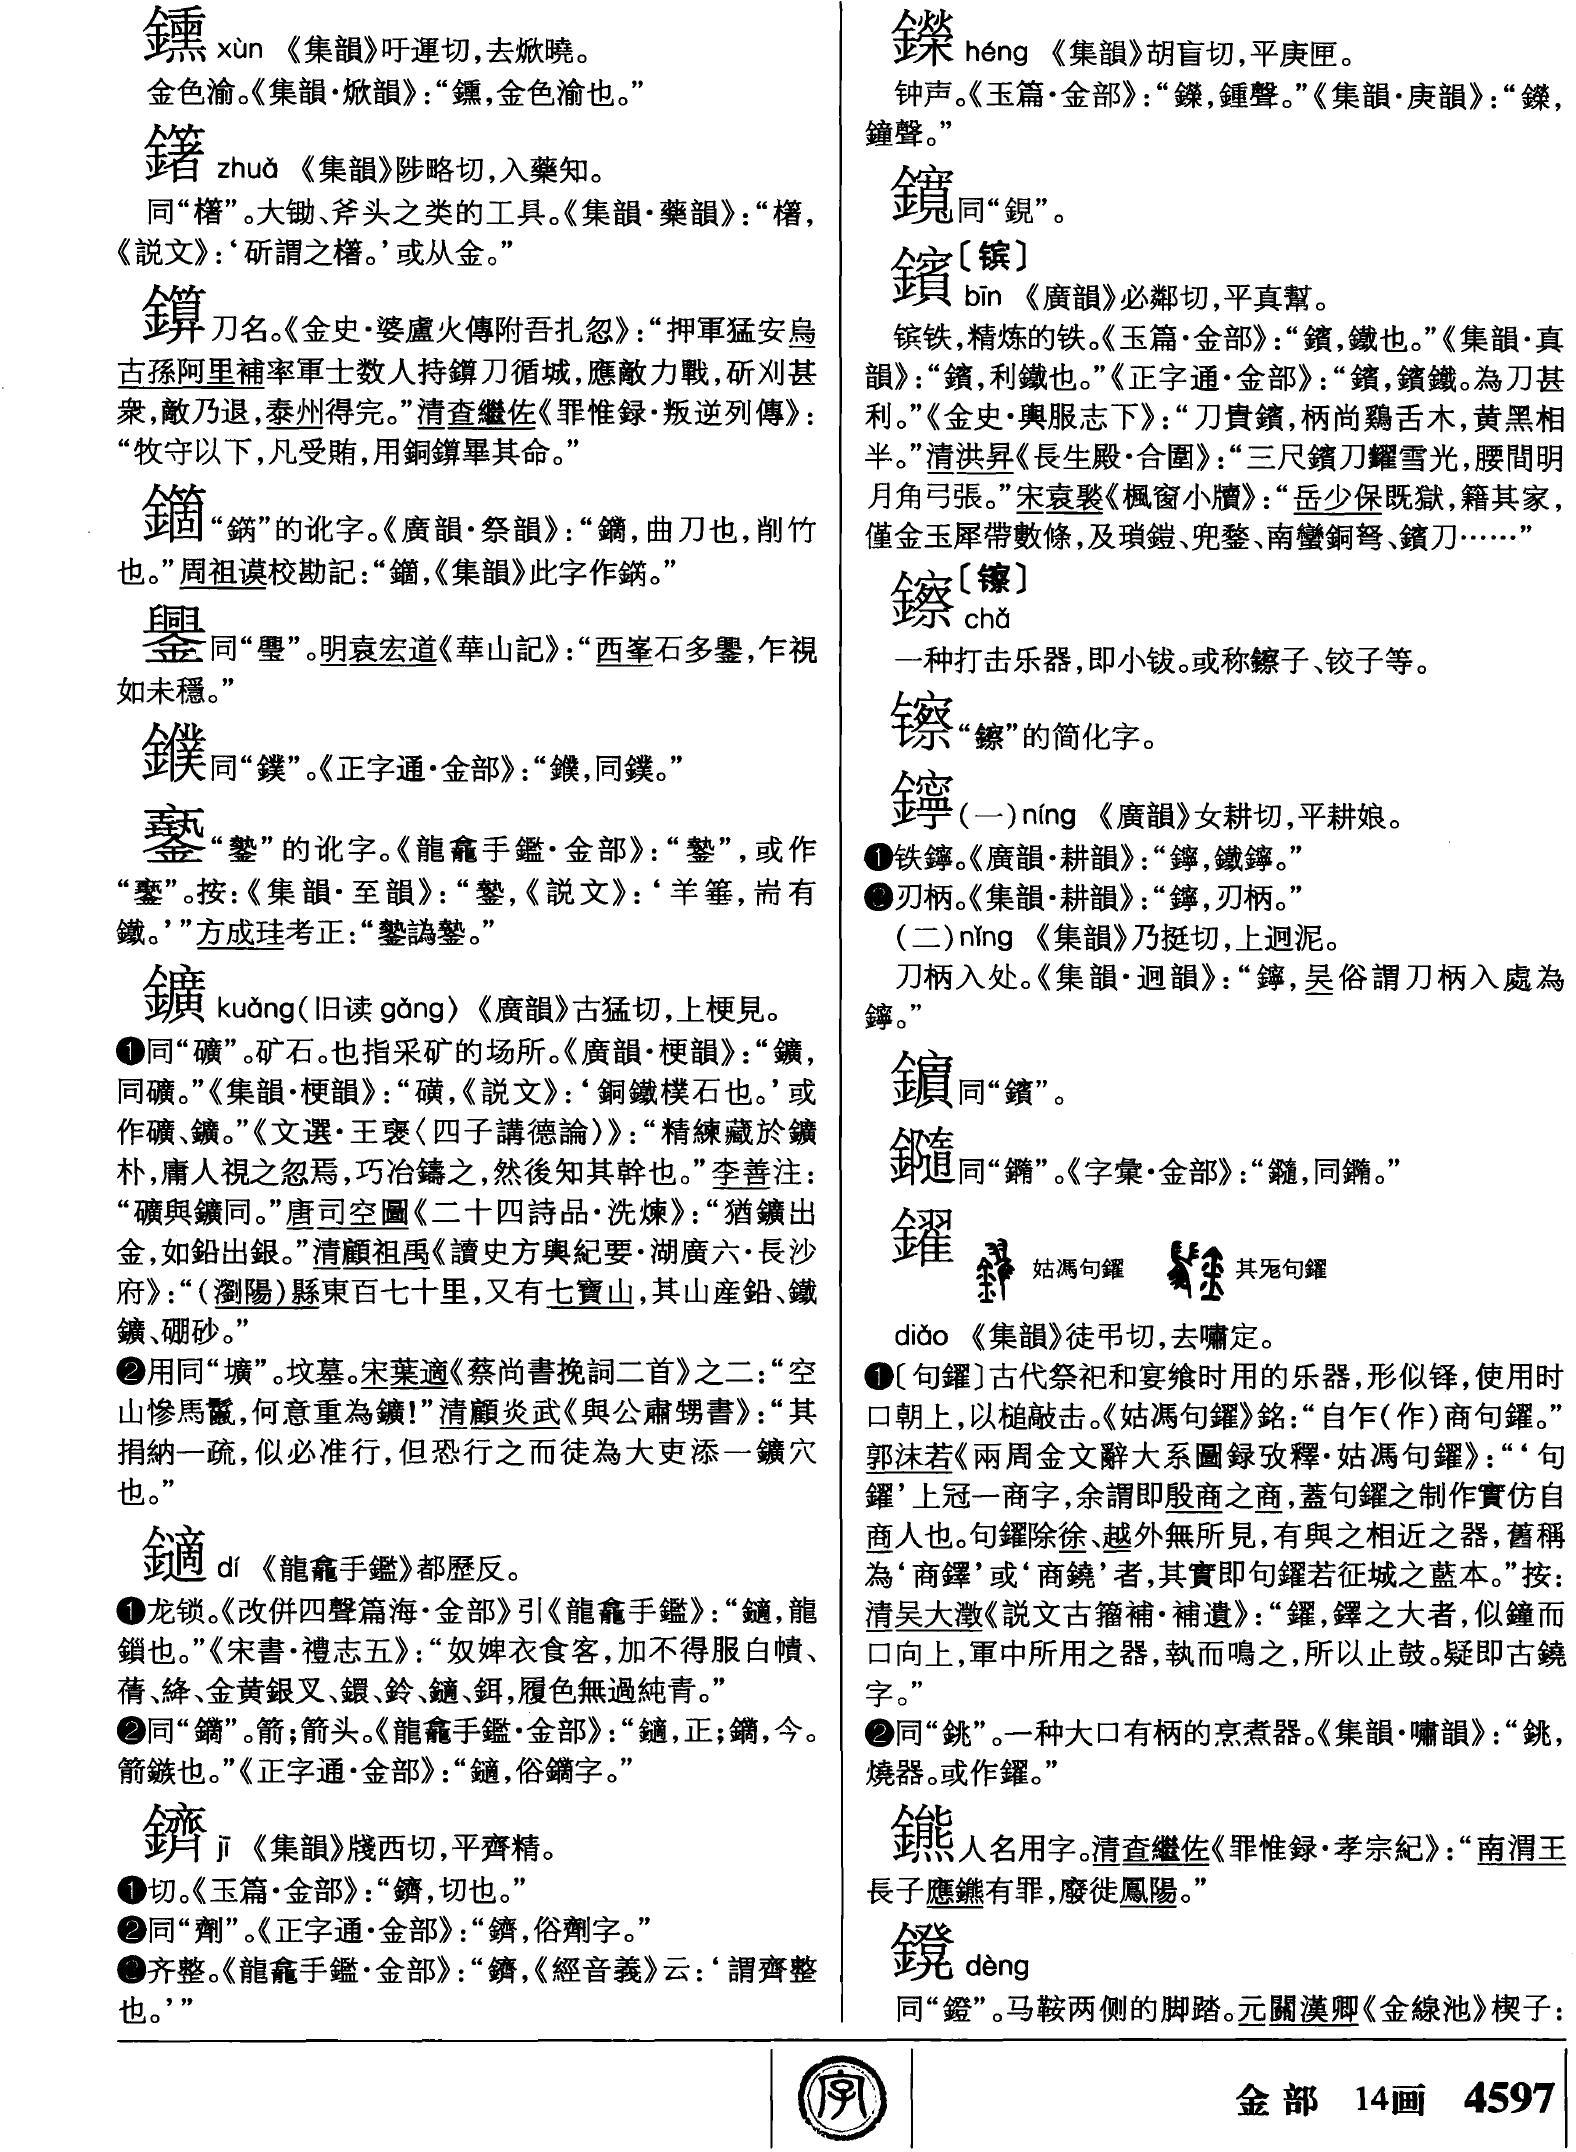 鑂 xùn 《集韻》吁運切,去焮曉。
金色渝。《集韻·焮韻》:“鑂,金色渝也。”
zhuó 《集韻》陟略切,入藥知。
同“櫡”。大锄、斧头之类的工具。《集韻·藥韻》:“櫡,
《説文》:‘斫謂之櫡。’或从金。”
刀名。《金史·婆盧火傳附吾扎忽》:“押軍猛安烏
古孫阿里補率軍士数人持刀循城,應敵力戰,斫刈甚
衆,敵乃退,泰州得完。”清查繼佐《罪惟録·叛逆列傳》:
“牧守以下,凡受賄,用銅畢其命。”
的讹字。《廣韻·祭韻》:“,曲刀也,削竹
也。”周祖谟校勘記:“,《集韻》此字作。”
同“璺”。明袁宏道《華山記》:“西峯石多,乍視
如未穩。”
鏷同“鏷”。《正字通·金部》:“,同鏷。”
的讹字。《龍龕手鑑·金部》:“”,或作
“”。按:《集韻·至韻》:“,《説文》:‘羊箠,耑有
鐵。’”方成珪考正:“譌。”
鑛 kuàng(旧读 gǒng) 《廣韻》古猛切,上梗見。
❶同“礦”。矿石。也指采矿的场所。《廣韻·梗韻》:“鑛,
同礦。”《集韻·梗韻》:“磺,《説文》:‘銅鐵樸石也。’或
作礦、鑛。”《文選·王襃〈四子講德論〉》:“精練藏於鑛
朴,庸人視之忽焉,巧冶鑄之,然後知其幹也。”李善注:
“礦與鑛同。”唐司空圖《二十四詩品·洗煉》:“猶鑛出
金,如鉛出銀。”清顧祖禹《讀史方輿紀要·湖廣六·長沙
府》:“(瀏陽)縣東百七十里,又有七寶山,其山産鉛、鐵
鑛、硼砂。”
❷用同“壙”。坟墓。宋葉適《蔡尚書挽詞二首》之二:“空
山慘馬鬣,何意重為鑛!”清顧炎武《與公肅甥書》:“其
捐納一疏,似必准行,但恐行之而徒為大吏添一鑛穴
也。”
dí 《龍龕手鑑》都歷反。
❶龙锁。《改併四聲篇海·金部》引《龍龕手鑑》:“,龍
鎖也。”《宋書·禮志五》:“奴婢衣食客,加不得服白幘、
蒨、絳、金黄銀叉、鐶、鈴、、鉺,履色無過純青。”
❷同“鏑”。箭;箭头。《龍龕手鑑·金部》:“,正;鏑,今。
箭鏃也。”《正字通·金部》:“,俗鏑字。”
鑇 jī 《集韻》牋西切,平齊精。
❶切。《玉篇·金部》:“鑇,切也。”
❷同“劑”。《正字通·金部》:“鑇,俗劑字。”
❸齐整。《龍龕手鑑·金部》:“鑇,《經音義》云:‘謂齊整
也。’”
鑅 héng 《集韻》胡盲切,平庚匣。
钟声。《玉篇·金部》:“鑅,鍾聲。”《集韻·庚韻》:“鑅,
鐘聲。”
同“鋧”。
鑌〔镔〕
bīn 《廣韻》必鄰切,平真幫。
镔铁,精炼的铁。《玉篇·金部》:“鑌,鐵也。”《集韻·真
韻》:“鑌,利鐵也。”《正字通·金部》:“鑌,鑌鐵。為刀甚
利。”《金史·輿服志下》:“刀貴鑌,柄尚鷄舌木,黄黑相
半。”清洪昇《長生殿·合圍》:“三尺鑌刀耀雪光,腰間明
月角弓張。”宋袁褧《楓窗小牘》:“岳少保既獄,籍其家,
僅金玉犀帶數條,及瑣鎧、兜鍪、南蠻銅弩、鑌刀……”
鑔〔镲〕
chǎ
一种打击乐器,即小钹。或称鑔子、铰子等。
镲“鑔”的简化字。
鑏(一)níng 《廣韻》女耕切,平耕娘。
❶铁鑏。《廣韻·耕韻》:“鑏,鐵鑏。”
❷刃柄。《集韻·耕韻》:“鑏,刃柄。”
(二)nǐng 《集韻》乃挺切,上迥泥。
刀柄入处。《集韻·迥韻》:“鑏,吴俗謂刀柄入處為
鑏。”
同“鑌”。
同“”。《字彙·金部》:“,同。”
鑃 姑馮句鑃 其旡句鑃
diào 《集韻》徒弔切,去嘯定。
❶〔句鑃〕古代祭祀和宴飨时用的乐器,形似铎,使用时
口朝上,以槌敲击。《姑馮句鑃》銘:“自乍(作)商句鑃。”
郭沫若《兩周金文辭大系圖録攷釋·姑馮句鑃》:“‘句
鑃’上冠一商字,余謂即殷商之商,蓋句鑃之制作實仿自
商人也。句鑃除徐、越外無所見,有與之相近之器,舊稱
為‘商鐸’或‘商鐃’者,其實即句鑃若征城之藍本。”按:
清吴大澂《説文古籀補·補遺》:“鑃,鐸之大者,似鐘而
口向上,軍中所用之器,執而鳴之,所以止鼓。疑即古鐃
字。”
❷同“銚”。一种大口有柄的烹煮器。《集韻·嘯韻》:“銚,
燒器。或作鑃。”
人名用字。清查繼佐《罪惟録·孝宗紀》:“南渭王
長子應有罪,廢徙鳳陽。”
dèng
同“鐙”。马鞍两侧的脚踏。元關漢卿《金線池》楔子:
字
金部 14画 4597